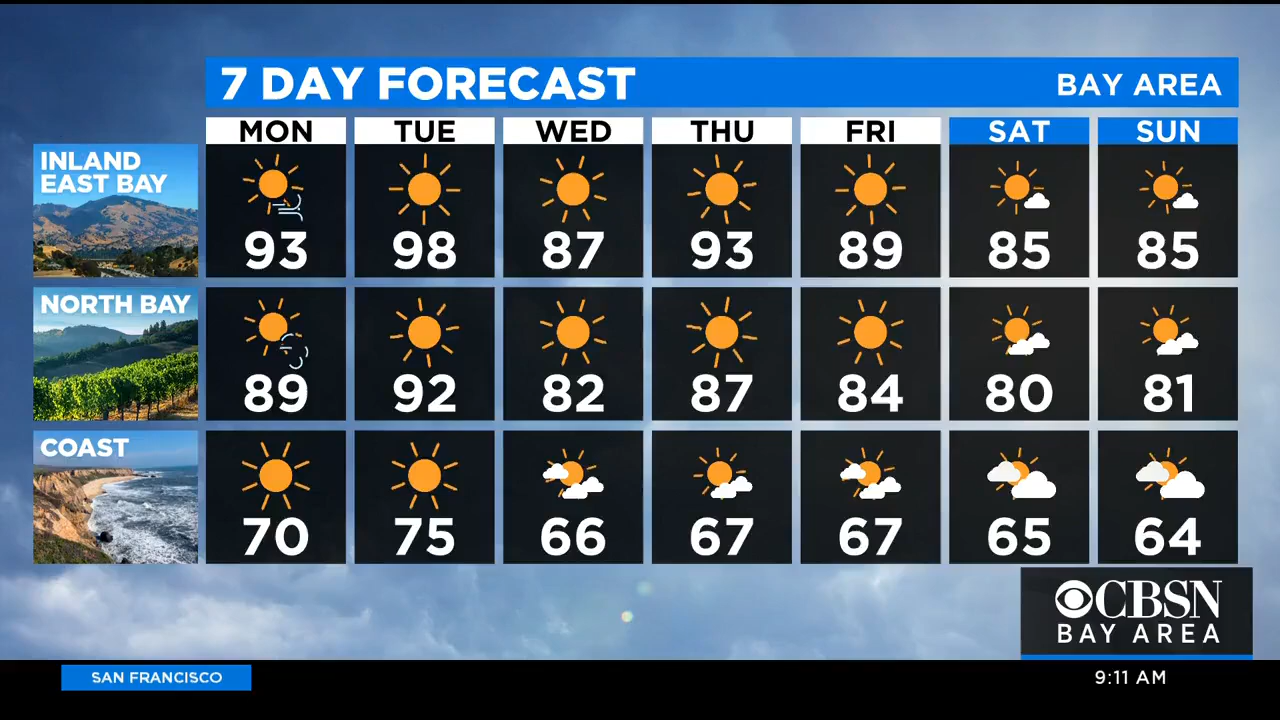 7 DAY FORECAST
BAY AREA
MON TUE WED THU FRI SAT SUN
INLAND
EAST BAY
93 98 87 93 89 85 85
NORTH BAY
89 92 82 87 84 80 81
COAST
70 75 66 67 67 65 64
CBSN
BAY AREA
SAN FRANCISCO
9:11 AM